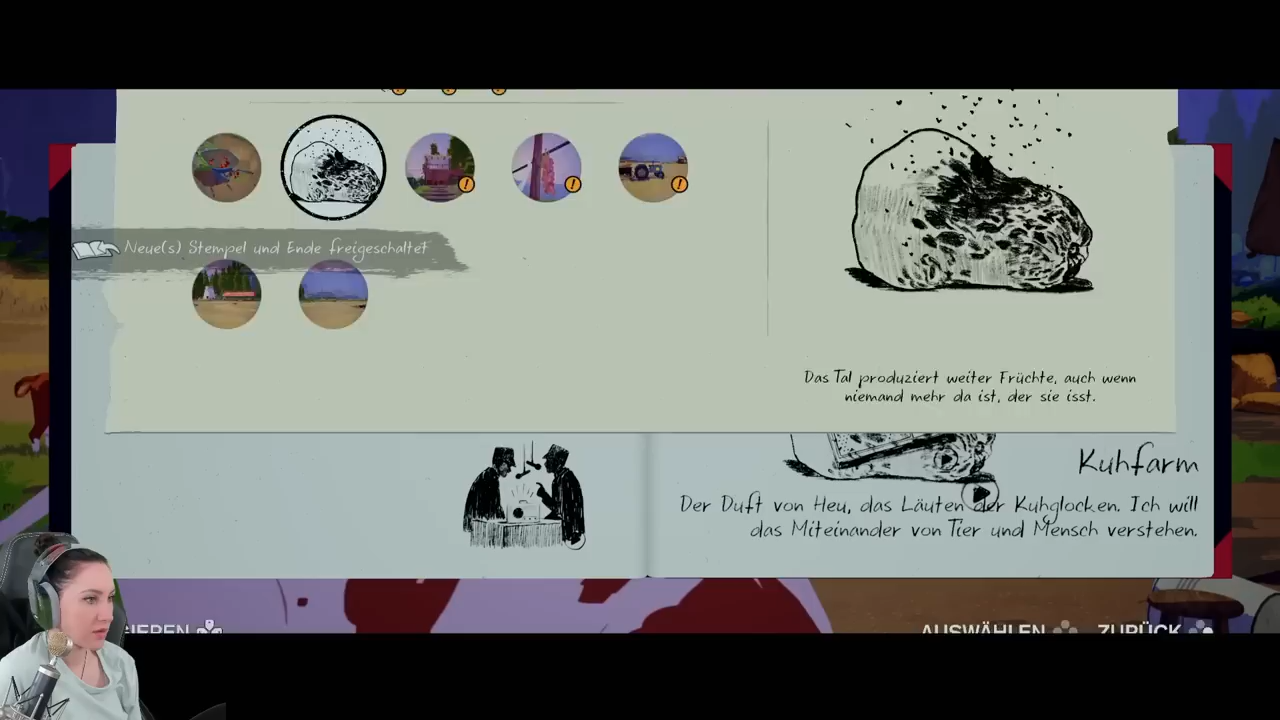 Neue(s) Stempel und Ende freigeschaltet
Das Tal produziert weiter Früchte, auch wenn
niemand mehr da ist, der sie isst.
Kuhfarm
Der Duft von Heu, das Läuten der Kuhglocken. Ich will
das Miteinander von Tier und Mensch verstehen.
AUSWÄHLEN
ZURÜCK